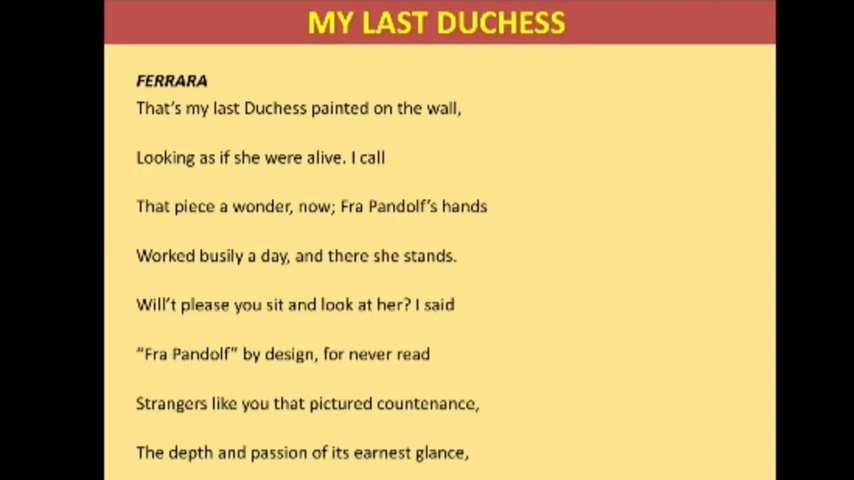 MY LAST DUCHESS
FERRARA
That’s my last Duchess painted on the wall,
Looking as if she were alive. I call
That piece a wonder, now; Fra Pandolf’s hands
Worked busily a day, and there she stands.
Will’t please you sit and look at her? I said
“Fra Pandolf” by design, for never read
Strangers like you that pictured countenance,
The depth and passion of its earnest glance,